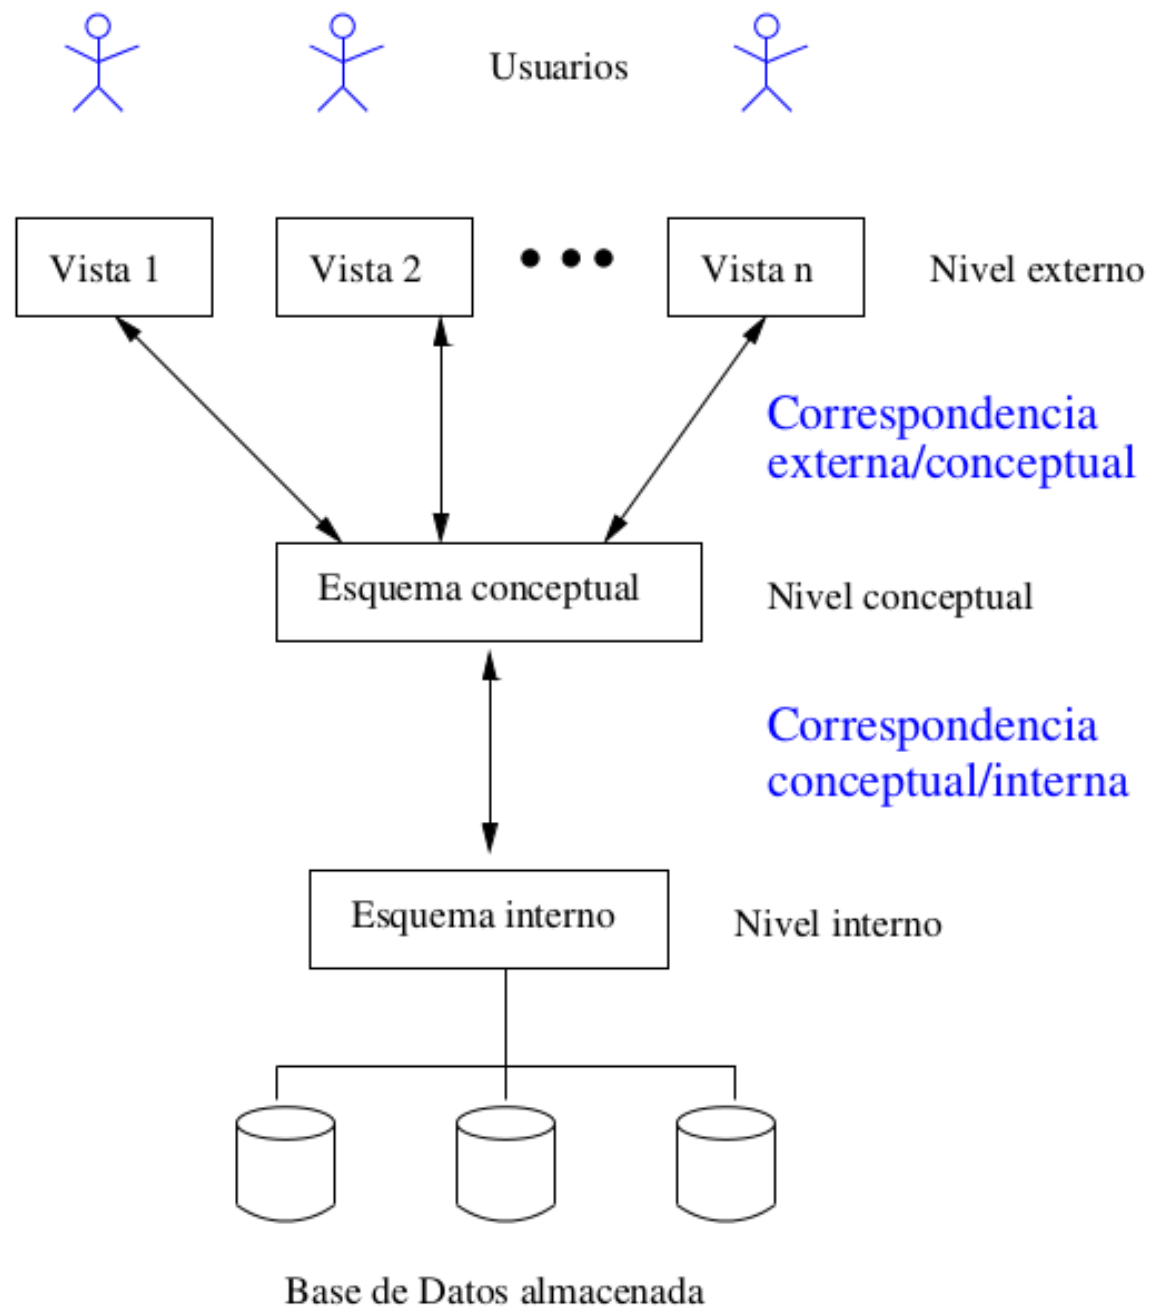 Usuarios
Vista 1
Vista 2
Vista n
Nivel externo
Correspondencia
externa/conceptual
Esquema conceptual
Nivel conceptual
Correspondencia
conceptual/interna
Esquema interno
Nivel interno
Base de Datos almacenada